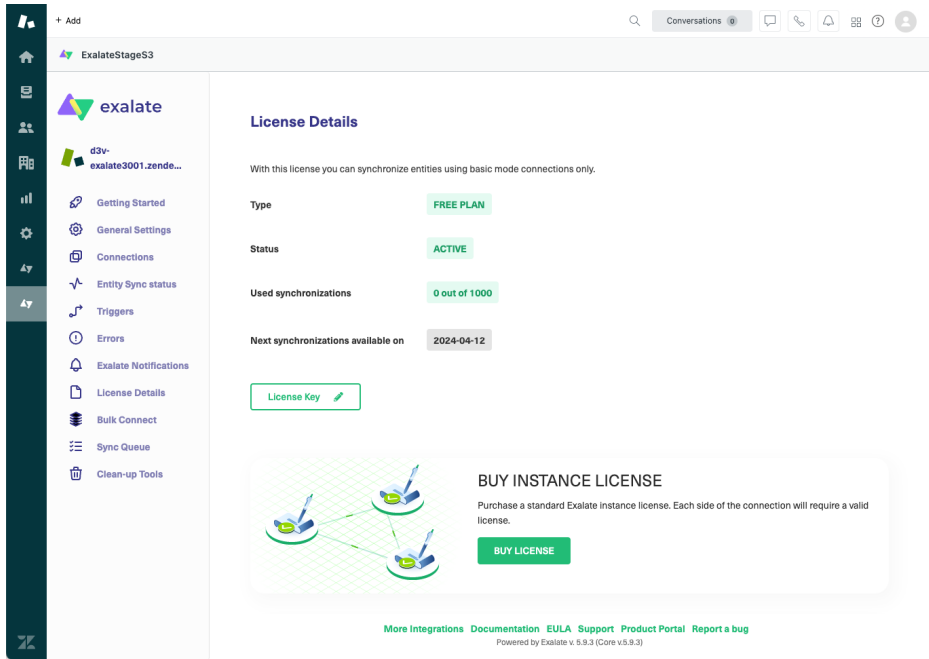 + Add
Conversations 0
ExalateStageS3
exalate
d3v-
exalate3001.zende...
Getting Started
General Settings
Connections
Entity Sync status
Triggers
Errors
Exalate Notifications
License Details
Bulk Connect
Sync Queue
Clean-up Tools
License Details
With this license you can synchronize entities using basic mode connections only.
Type FREE PLAN
Status ACTIVE
Used synchronizations 0 out of 1000
Next synchronizations available on 2024-04-12
License Key
BUY INSTANCE LICENSE
Purchase a standard Exalate instance license. Each side of the connection will require a valid
license.
BUY LICENSE
More Integrations Documentation EULA Support Product Portal Report a bug
Powered by Exalate v. 5.9.3 (Core v.5.9.3)